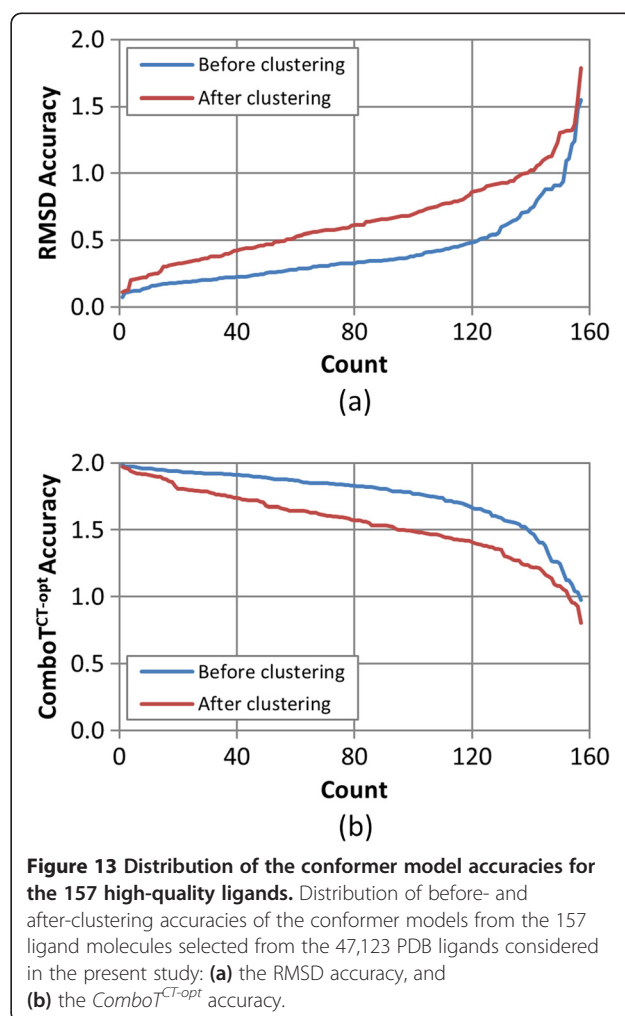 2.0
1.5
1.0
0.5
0.0
RMSD Accuracy
Before clustering
After clustering
0 40 80 120 160
Count
(a)
2.0
1.5
1.0
0.5
0.0
ComboT^CT-opt Accuracy
Before clustering
After clustering
0 40 80 120 160
Count
(b)
Figure 13 Distribution of the conformer model accuracies for
the 157 high-quality ligands. Distribution of before- and
after-clustering accuracies of the conformer models from the 157
ligand molecules selected from the 47,123 PDB ligands considered
in the present study: (a) the RMSD accuracy, and
(b) the ComboT^CT-opt accuracy.